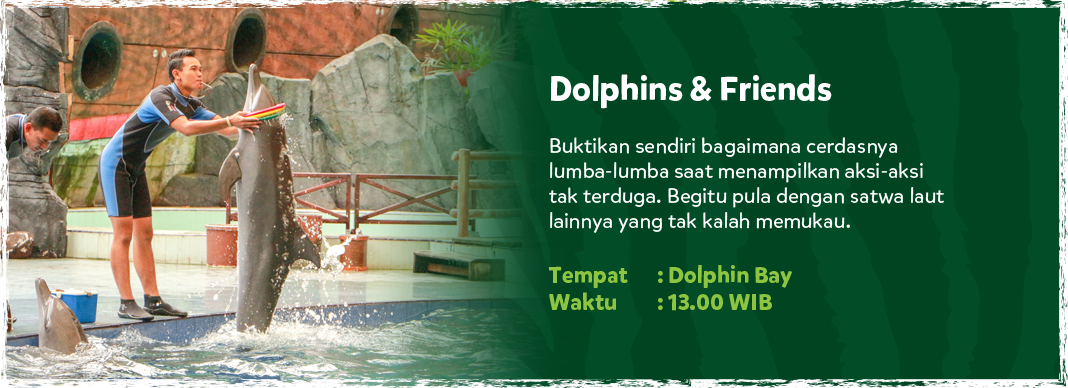 Dolphins & Friends
Buktikan sendiri bagaimana cerdasnya
lumba-lumba saat menampilkan aksi-aksi
tak terduga. Begitu pula dengan satwa laut
lainnya yang tak kalah memukau.
Tempat : Dolphin Bay
Waktu : 13.00 WIB